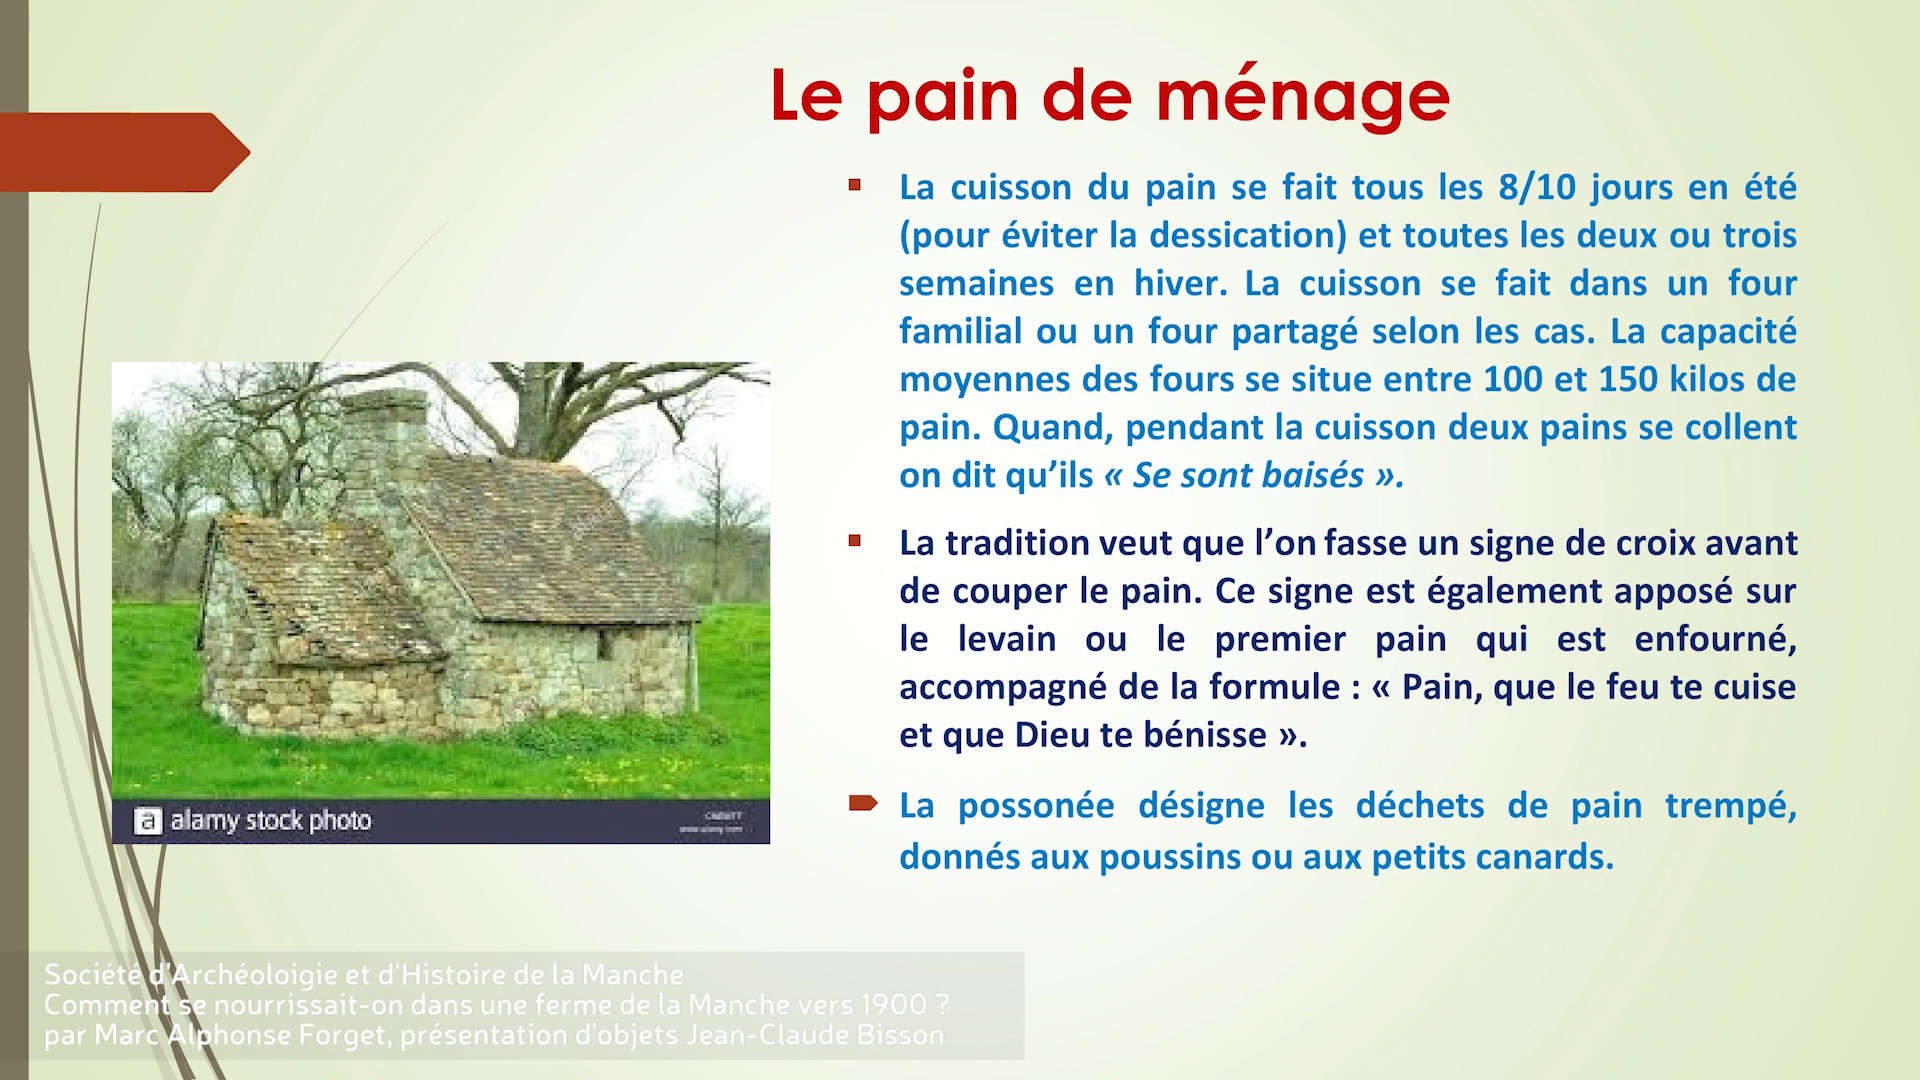 Le pain de ménage
La cuisson du pain se fait tous les 8/10 jours en été
(pour éviter la dessication) et toutes les deux ou trois
semaines en hiver. La cuisson se fait dans un four
familial ou un four partagé selon les cas. La capacité
moyennes des fours se situe entre 100 et 150 kilos de
pain. Quand, pendant la cuisson deux pains se collent
on dit qu’ils « Se sont baisés ».
La tradition veut que l’on fasse un signe de croix avant
de couper le pain. Ce signe est également apposé sur
le levain ou le premier pain qui est enfourné,
accompagné de la formule : « Pain, que le feu te cuise
et que Dieu te bénisse ».
La possonée désigne les déchets de pain trempé,
donnés aux poussins ou aux petits canards.
a alamy stock photo
Société d'Archéoloigie et d'Histoire de la Manche
Comment se nourrissait-on dans une ferme de la Manche vers 1900 ?
par Marc Alphonse Forget, présentation d'objets Jean-Claude Bisson